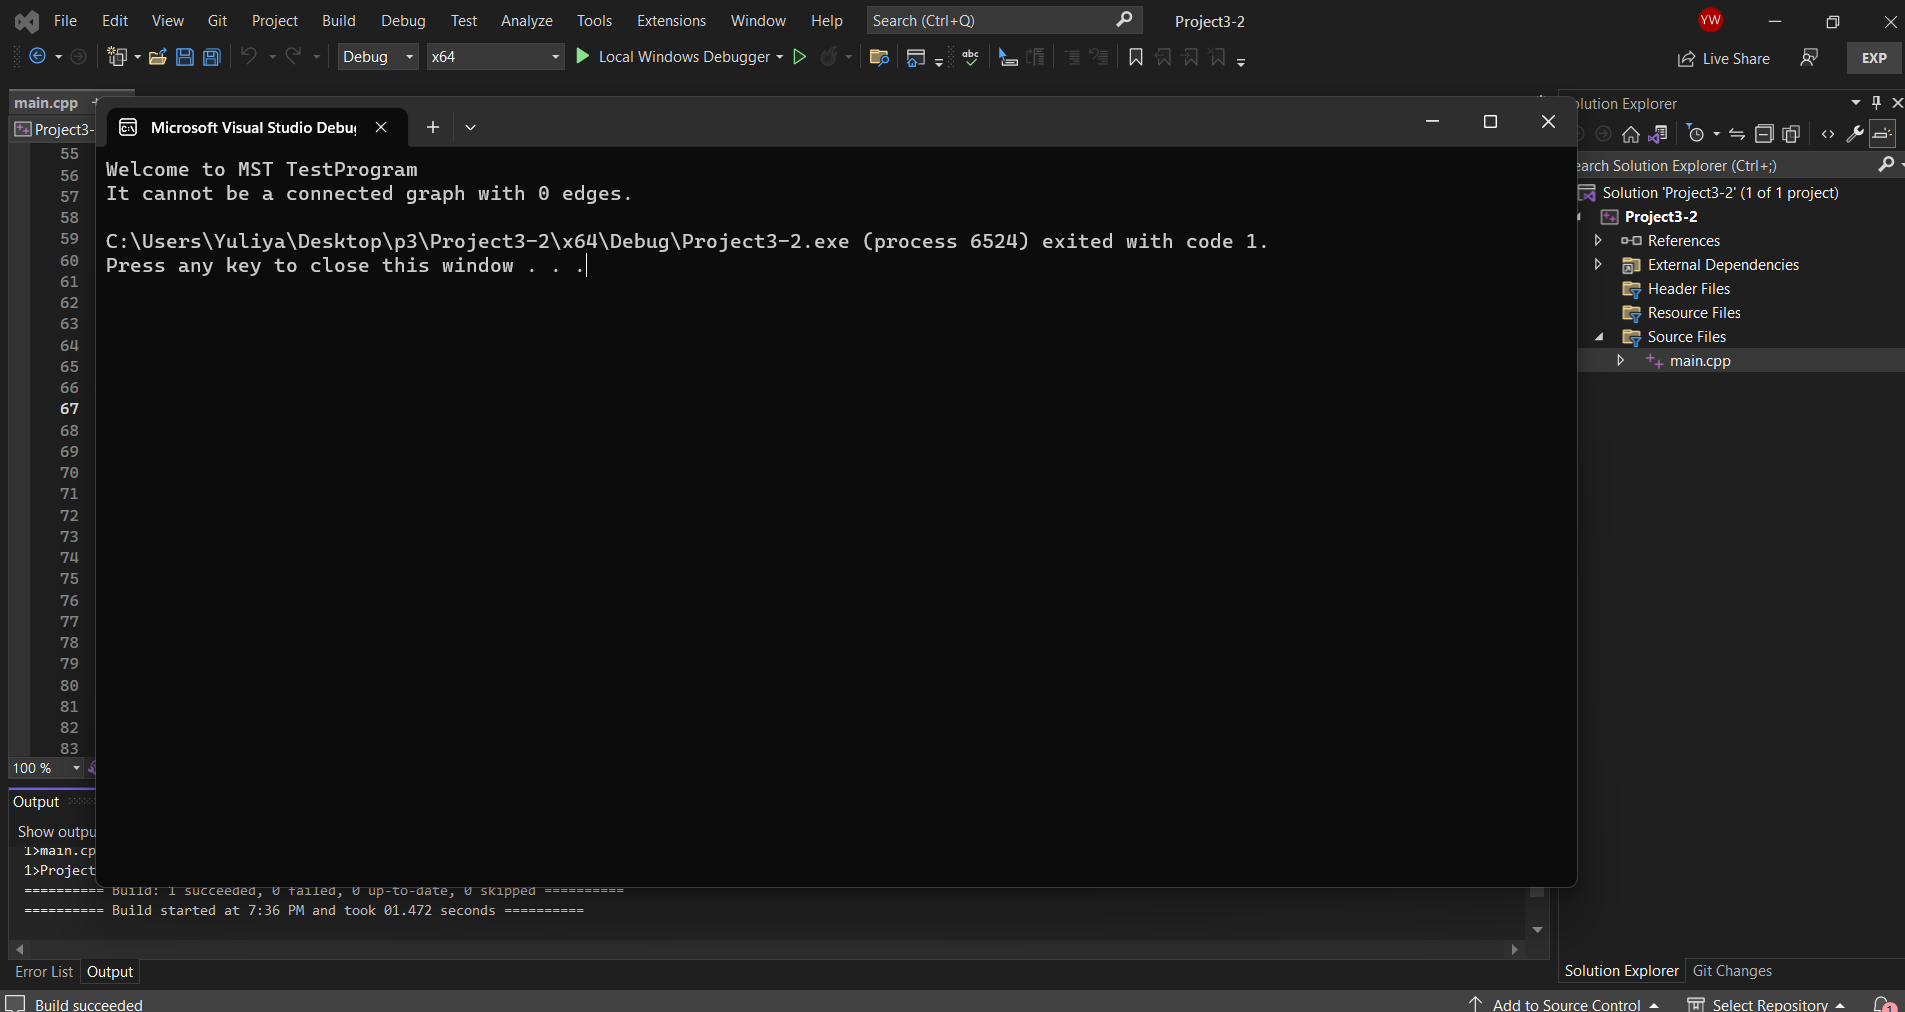 File Edit View Git Project Build Debug Test Analyze Tools Extensions Window Help Search (Ctrl+Q) Project3-2 YW
Debug x64 Local Windows Debugger abc Live Share EXP
main.cpp
Project3-
Microsoft Visual Studio Debu
Welcome to MST TestProgram
It cannot be a connected graph with 0 edges.
C:\Users\Yuliya\Desktop\p3\Project3-2\x64\Debug\Project3-2.exe (process 6524) exited with code 1.
Press any key to close this window . . .
55
56
57
58
59
60
61
62
63
64
65
66
67
68
69
70
71
72
73
74
75
76
77
78
79
80
81
82
83
100 %
Output
Show outpu
1>main.cp
1>Project
========== Build: 1 succeeded, 0 failed, 0 up-to-date, 0 skipped ==========
========== Build started at 7:36 PM and took 01.472 seconds ==========
Error List Output
olution Explorer
earch Solution Explorer (Ctrl+;)
Solution 'Project3-2' (1 of 1 project)
Project3-2
References
External Dependencies
Header Files
Resource Files
Source Files
main.cpp
Solution Explorer Git Changes
Build succeeded Add to Source Control Select Repository 1